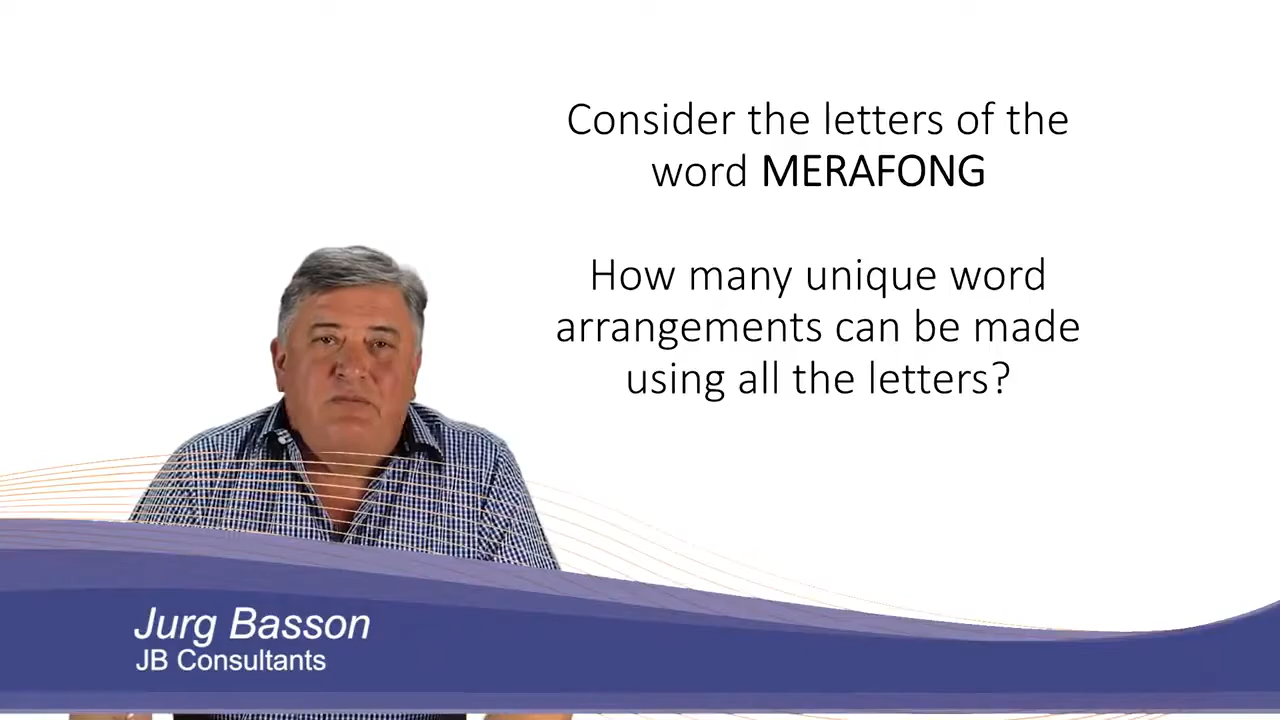 Consider the letters of the
word MERAFONG
How many unique word
arrangements can be made
using all the letters?
Jurg Basson
JB Consultants